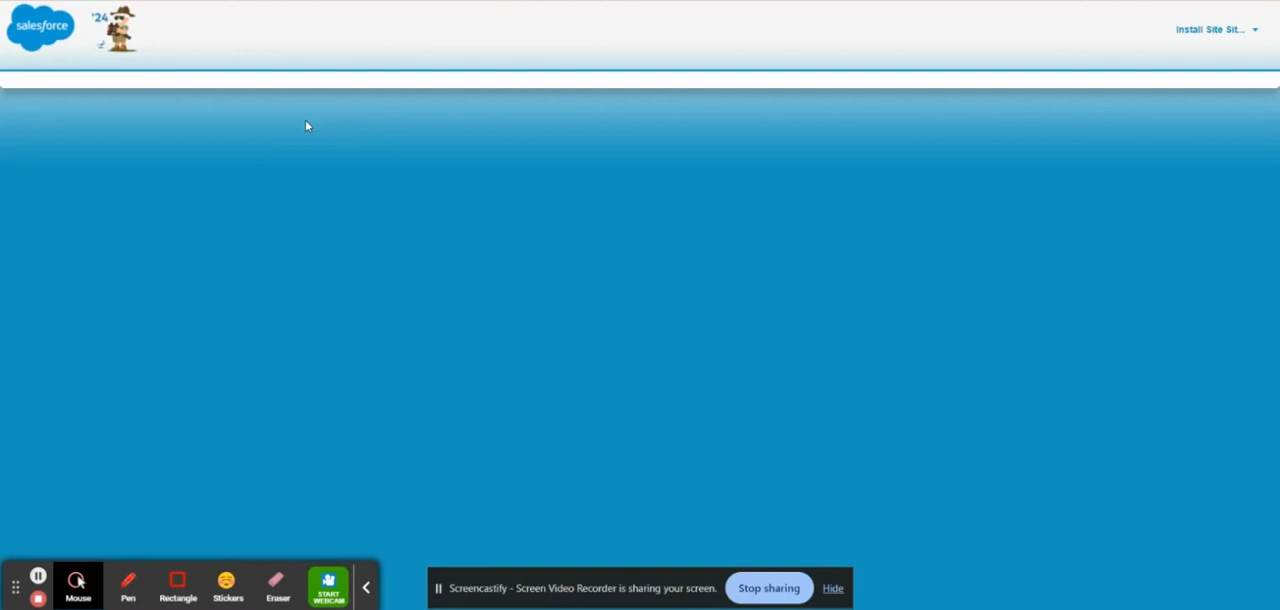 salesforce
'24
Install Site Sit...
Mouse
Pen
Rectangle
Stickers
Eraser
START
WEBCAM
Screencastify - Screen Video Recorder is sharing your screen.
Stop sharing
Hide